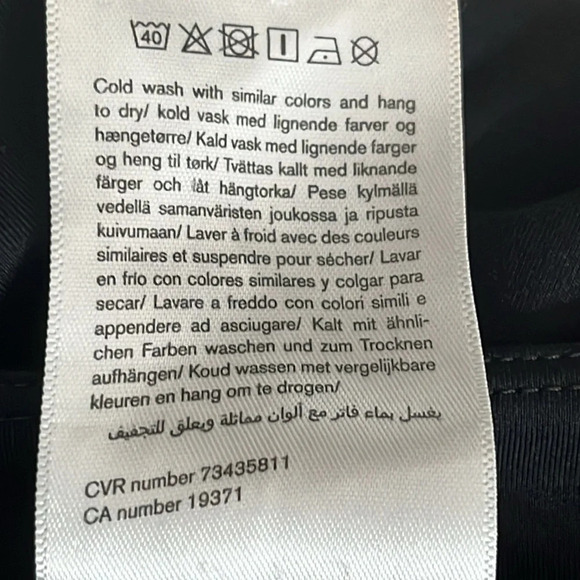 40
Cold wash with similar colors and hang
to dry/ kold vask med lignende farver og
hængetørre/ Kald vask med lignende farger
og heng til tørk/ Tvättas kallt med liknande
färger och låt hängtorka/ Pese kylmällä
vedellä samanväristen joukossa ja ripusta
kuivumaan/ Laver à froid avec des couleurs
similaires et suspendre pour sécher/ Lavar
en frío con colores similares y colgar para
secar/ Lavare a freddo con colori simili e
appendere ad asciugare/ Kalt mit ähnli-
chen Farben waschen und zum Trocknen
aufhängen/ Koud wassen met vergelijkbare
kleuren en hang om te drogen/
يغسل بماء فاتر مع ألوان مماثلة ويعلق للتجفيف
CVR number 73435811
CA number 19371